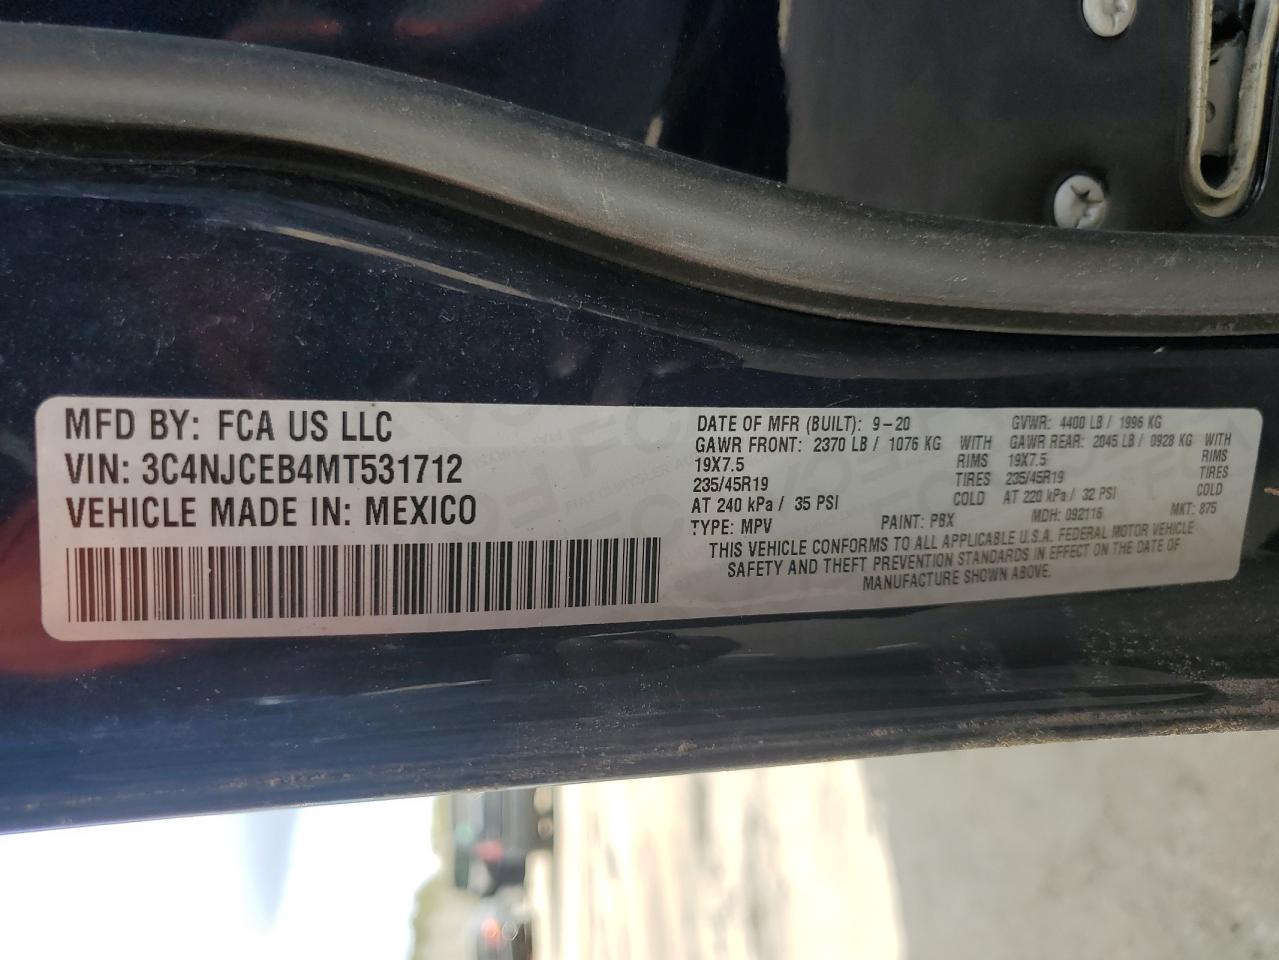 MFD BY: FCA US LLC
VIN: 3C4NJCEB4MT531712
VEHICLE MADE IN: MEXICO
DATE OF MFR (BUILT): 9-20 GVWR: 4400 LB / 1996 KG
GAWR FRONT: 2370 LB / 1076 KG WITH GAWR REAR: 2045 LB / 0928 KG WITH
19X7.5 RIMS 19X7.5 RIMS
235/45R19 TIRES 235/45R19 TIRES
AT 240 kPa / 35 PSI COLD AT 220 kPa / 32 PSI COLD
TYPE: MPV PAINT: PBX MDH: 092116 MKT: 875
THIS VEHICLE CONFORMS TO ALL APPLICABLE U.S.A. FEDERAL MOTOR VEHICLE
SAFETY AND THEFT PREVENTION STANDARDS IN EFFECT ON THE DATE OF
MANUFACTURE SHOWN ABOVE.